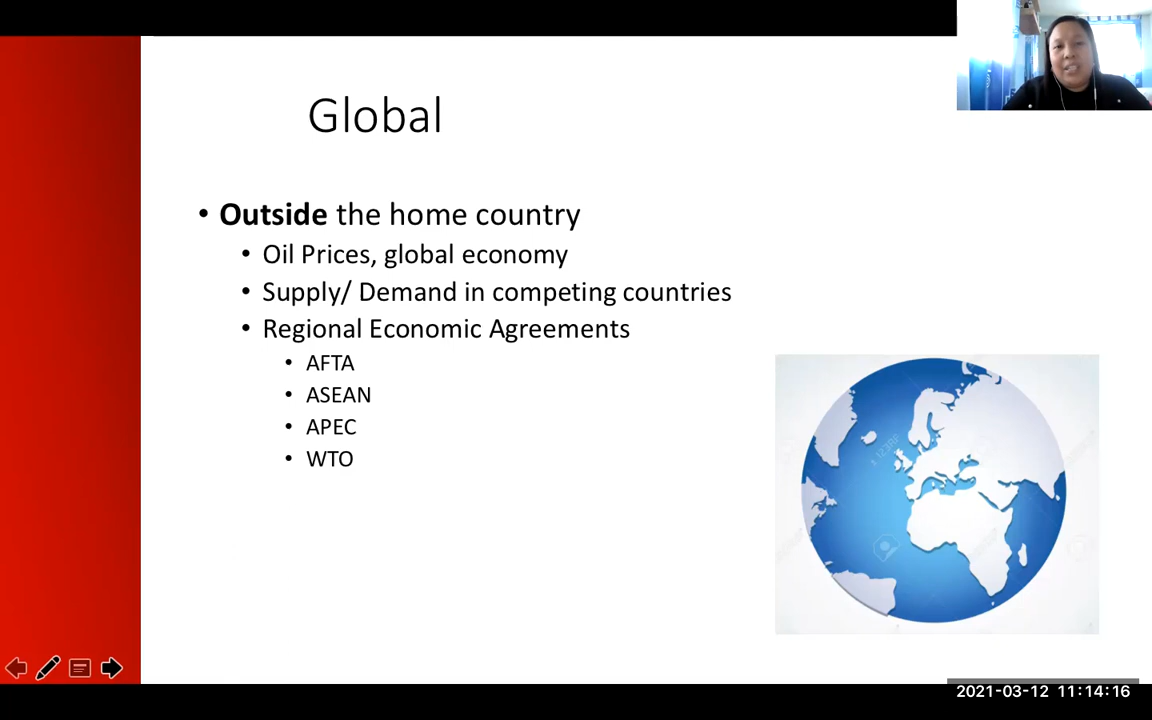 Global
• Outside the home country
• Oil Prices, global economy
• Supply/ Demand in competing countries
• Regional Economic Agreements
• AFTA
• ASEAN
• APEC
• WTO
123RF
2021-03-12 11:14:16